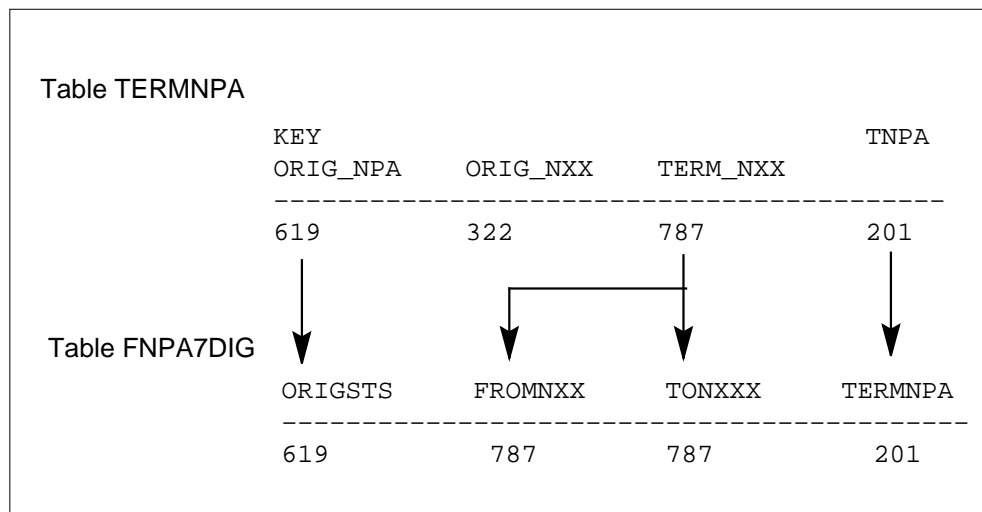 Table TERMNPA
KEY TNPA
ORIG_NPA ORIG_NXX TERM_NXX
619 322 787 201
Table FNPA7DIG
ORIGSTS FROMNXX TONXXX TERMNPA
619 787 787 201